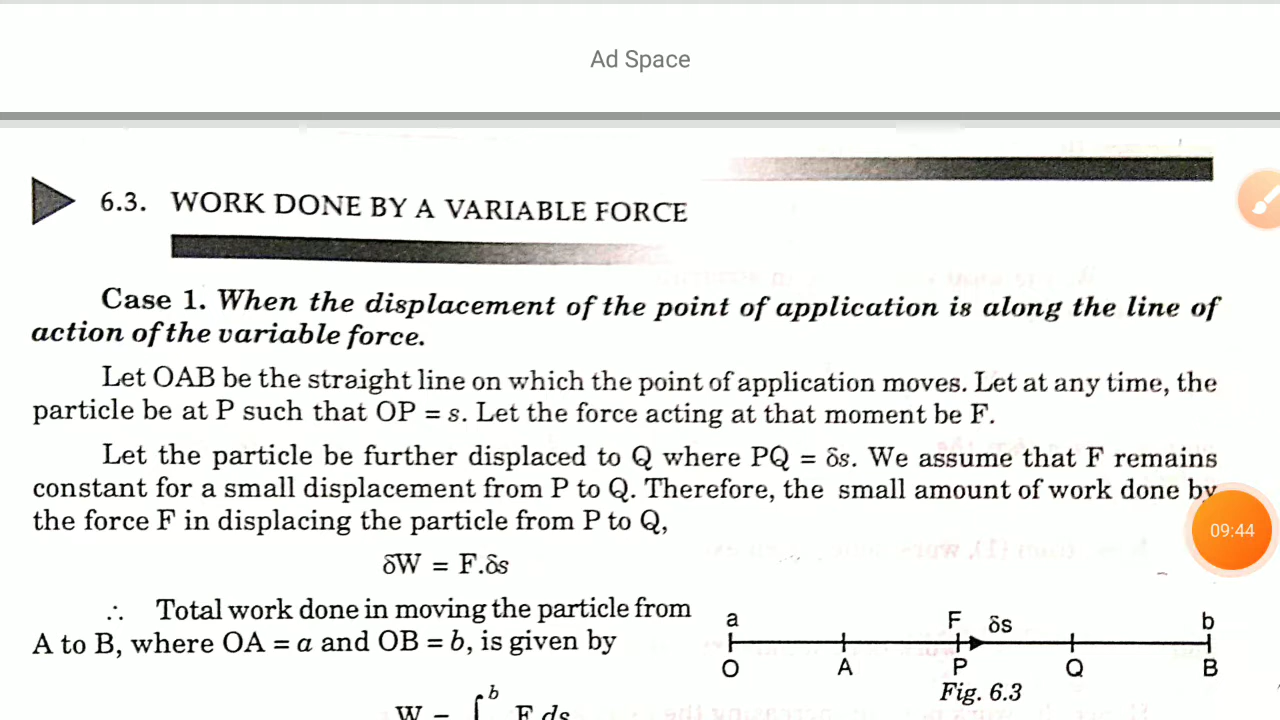 Ad Space
6.3. WORK DONE BY A VARIABLE FORCE
Case 1. When the displacement of the point of application is along the line of
action of the variable force.
Let OAB be the straight line on which the point of application moves. Let at any time, the
particle be at P such that OP = s. Let the force acting at that moment be F.
Let the particle be further displaced to Q where PQ = δs. We assume that F remains
constant for a small displacement from P to Q. Therefore, the small amount of work done by
09:44
the force F in displacing the particle from P to Q,
δW = F.δs
∴ Total work done in moving the particle from
A to B, where OA = a and OB = b, is given by
a F δs b
O A P Q B
Fig. 6.3
W = ∫ b F ds